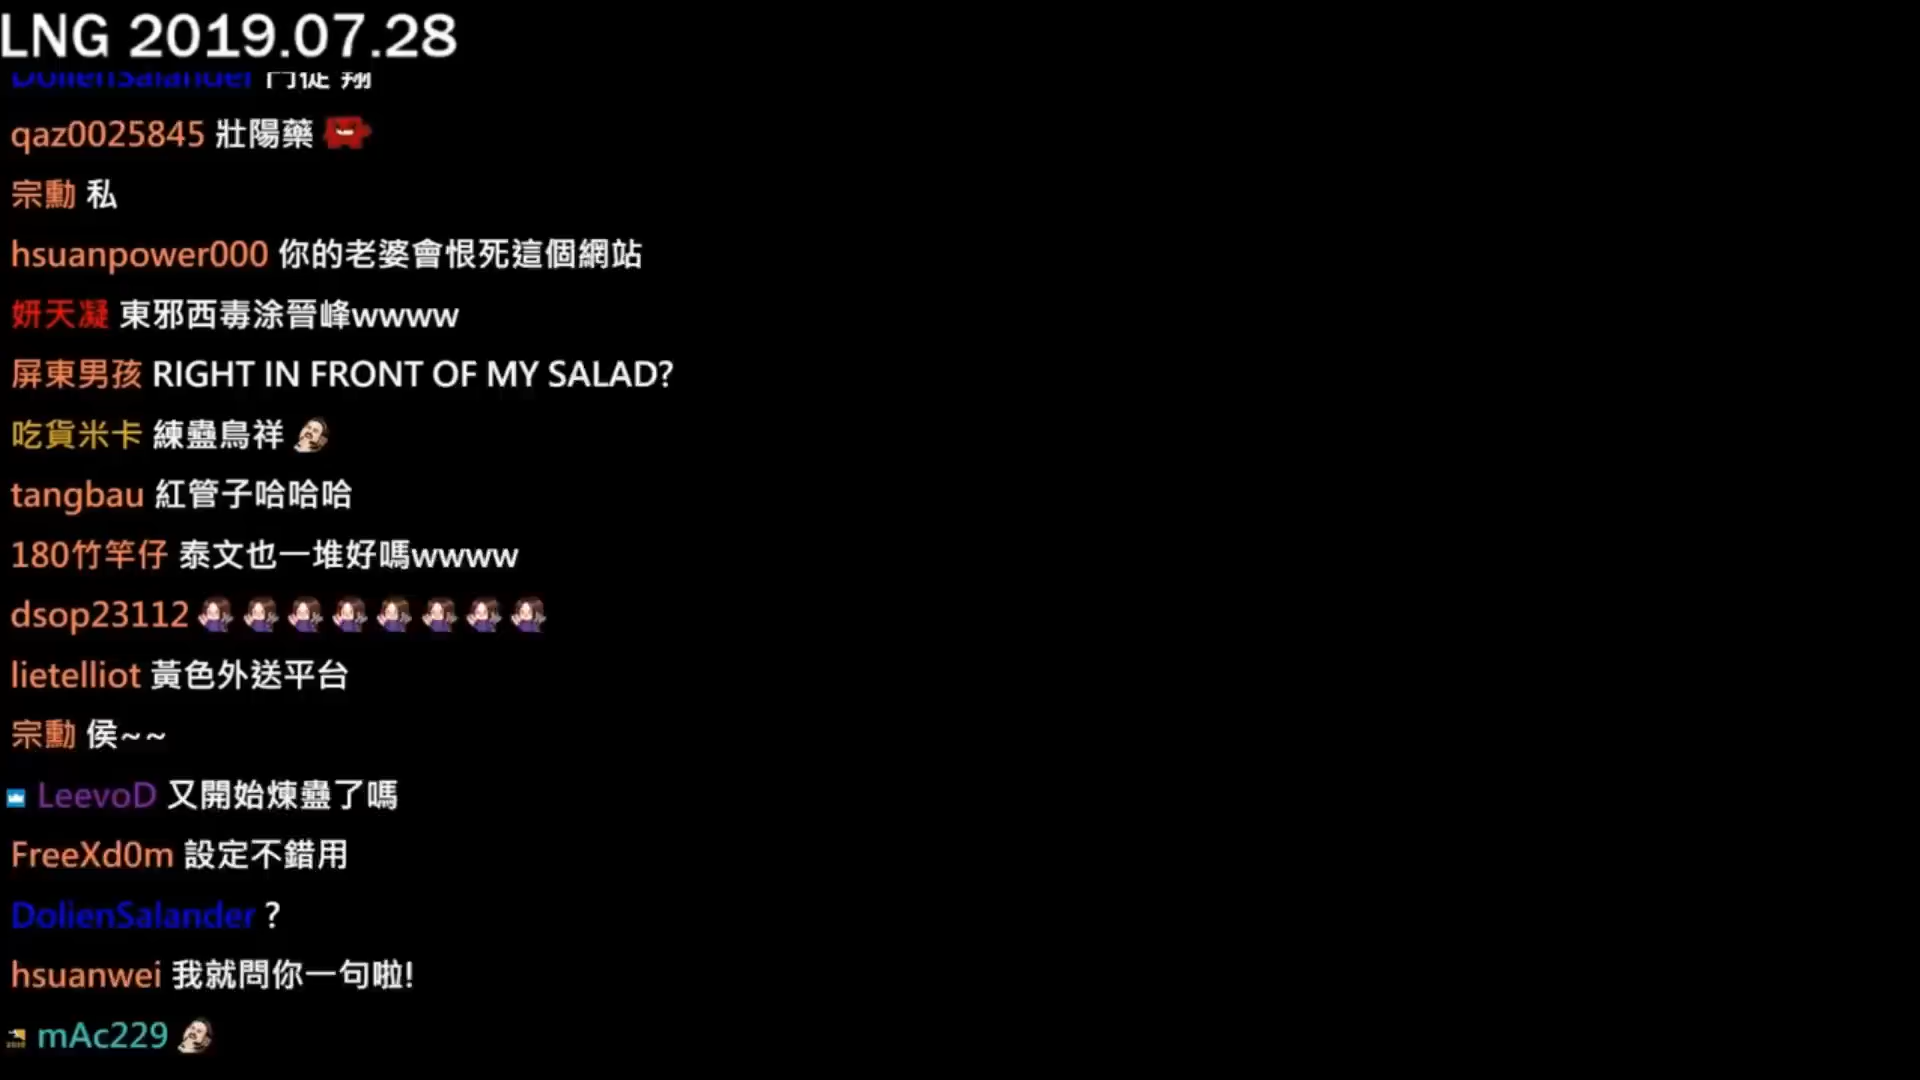 LNG 2019.07.28
DolienSalander 門徒 翔
qaz0025845 壯陽藥
宗勳 私
hsuanpower000 你的老婆會恨死這個網站
妍天凝 東邪西毒涂晉峰wwww
屏東男孩 RIGHT IN FRONT OF MY SALAD?
吃貨米卡 練蠱鳥祥
tangbau 紅管子哈哈哈
180竹竿仔 泰文也一堆好嗎wwww
dsop23112
lietelliot 黃色外送平台
宗勳 侯~~
LeevoD 又開始煉蠱了嗎
FreeXd0m 設定不錯用
DolienSalander ?
hsuanwei 我就問你一句啦!
mAc229